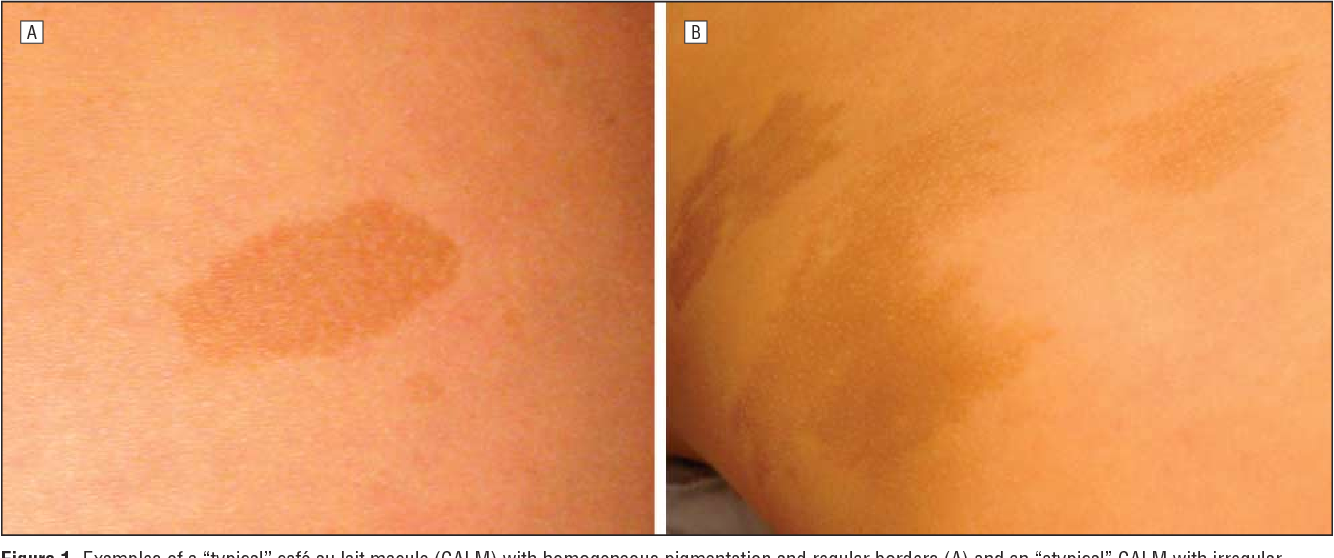 A
B
Figure 1. Examples of a “typical” café au lait macule (CALM) with homogeneous pigmentation and regular borders (A) and an “atypical” CALM with irregular